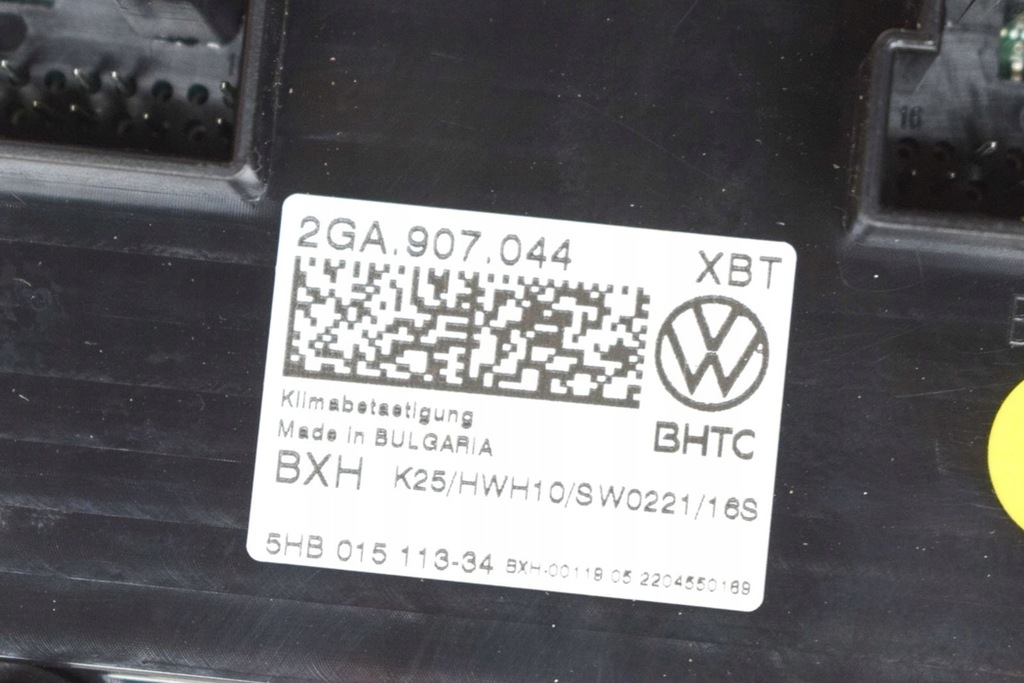 16
2GA.907.044
XBT
Klimabetaetigung
BHTC
Made in BULGARIA
BXH K25/HWH10/SW0221/16S
5HB 015 113-34 BXH-00119 05 2204550169